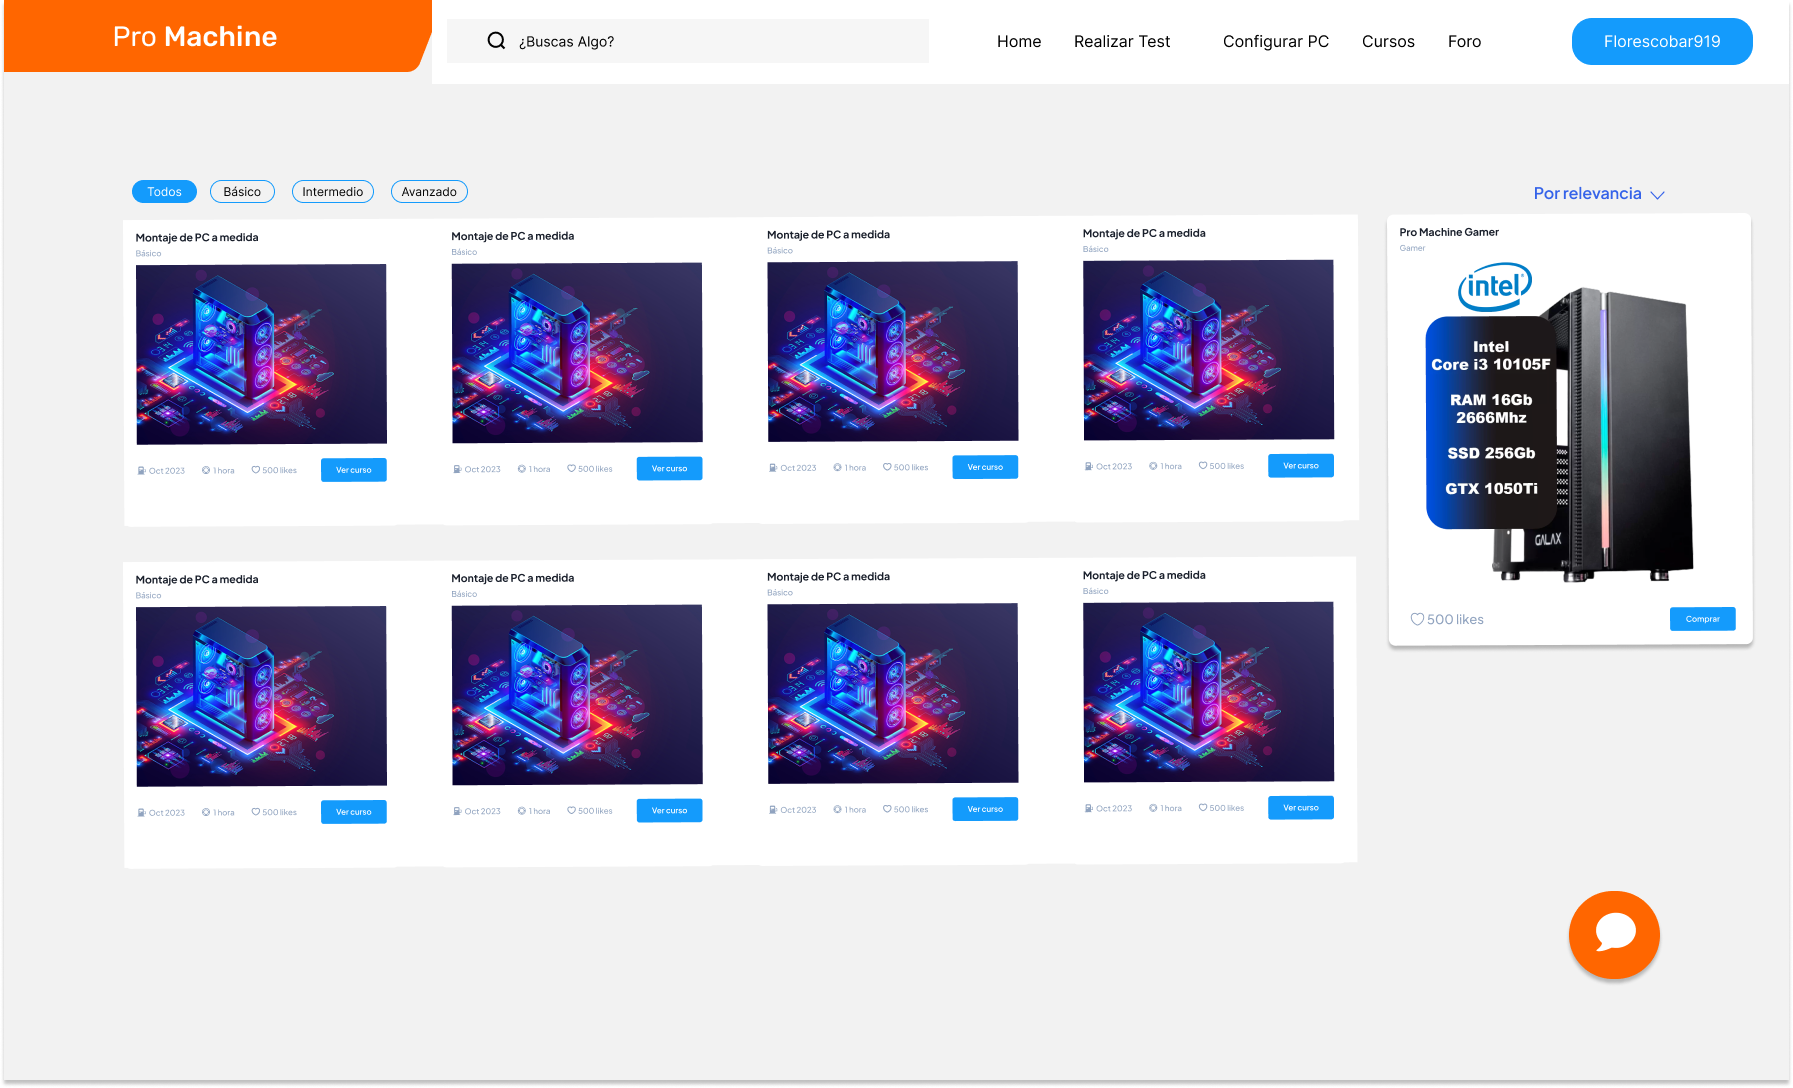 Pro Machine
¿Buscas Algo?
Home
Realizar Test
Configurar PC
Cursos
Foro
Florescobar919
Todos
Básico
Intermedio
Avanzado
Por relevancia
Montaje de PC a medida
Básico
Oct 2023
1 hora
500 likes
Ver curso
Montaje de PC a medida
Básico
Oct 2023
1 hora
500 likes
Ver curso
Montaje de PC a medida
Básico
Oct 2023
1 hora
500 likes
Ver curso
Montaje de PC a medida
Básico
Oct 2023
1 hora
500 likes
Ver curso
Pro Machine Gamer
Gamer
intel
Intel
Core i3 10105F
RAM 16Gb
2666Mhz
SSD 256Gb
GTX 1050Ti
GALAX
500 likes
Comprar
Montaje de PC a medida
Básico
Oct 2023
1 hora
500 likes
Ver curso
Montaje de PC a medida
Básico
Oct 2023
1 hora
500 likes
Ver curso
Montaje de PC a medida
Básico
Oct 2023
1 hora
500 likes
Ver curso
Montaje de PC a medida
Básico
Oct 2023
1 hora
500 likes
Ver curso